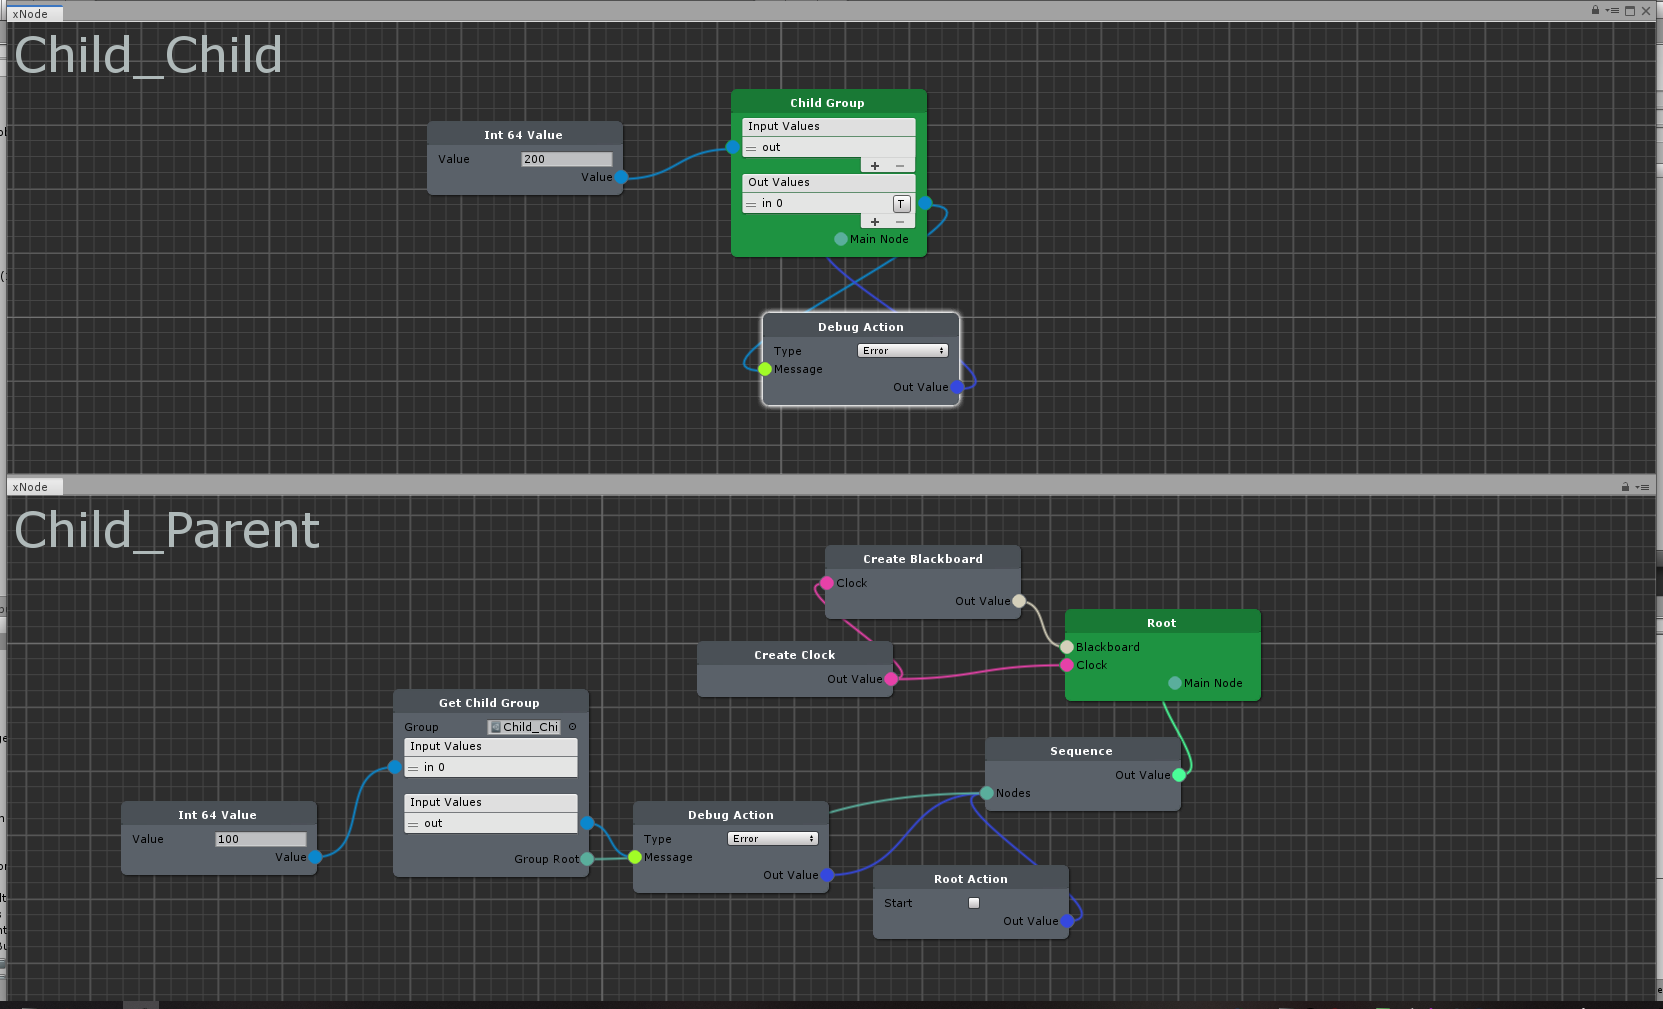 xNode
Child_Child
Child Group
Input Values
out
+ −
Out Values
in 0
T
+ −
Main Node
Int 64 Value
Value 200
Value
Debug Action
Type Error
Message
Out Value
xNode
Child_Parent
Create Blackboard
Clock
Out Value
Root
Blackboard
Clock
Main Node
Create Clock
Out Value
Get Child Group
Group Child_Chi
Input Values
in 0
Input Values
out
Group Root
Sequence
Out Value
Nodes
Int 64 Value
Value 100
Value
Debug Action
Type Error
Message
Out Value
Root Action
Start
Out Value